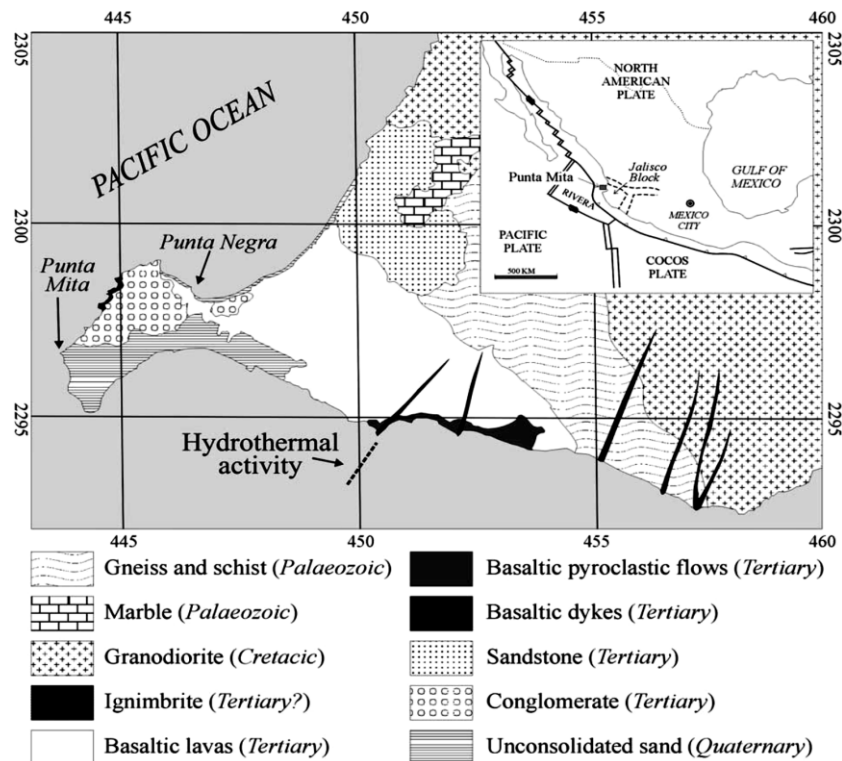 445
450
455
460
2305
2305
PACIFIC OCEAN
NORTH
AMERICAN
PLATE
Punta Mita
Jalisco
Block
GULF OF
MEXICO
RIVERA
MEXICO
CITY
PACIFIC
PLATE
COCOS
PLATE
500 KM
2300
2300
Punta Negra
Punta
Mita
2295
2295
Hydrothermal
activity
445
450
455
460
Gneiss and schist (Palaeozoic)
Marble (Palaeozoic)
Granodiorite (Cretacic)
Ignimbrite (Tertiary?)
Basaltic lavas (Tertiary)
Basaltic pyroclastic flows (Tertiary)
Basaltic dykes (Tertiary)
Sandstone (Tertiary)
Conglomerate (Tertiary)
Unconsolidated sand (Quaternary)